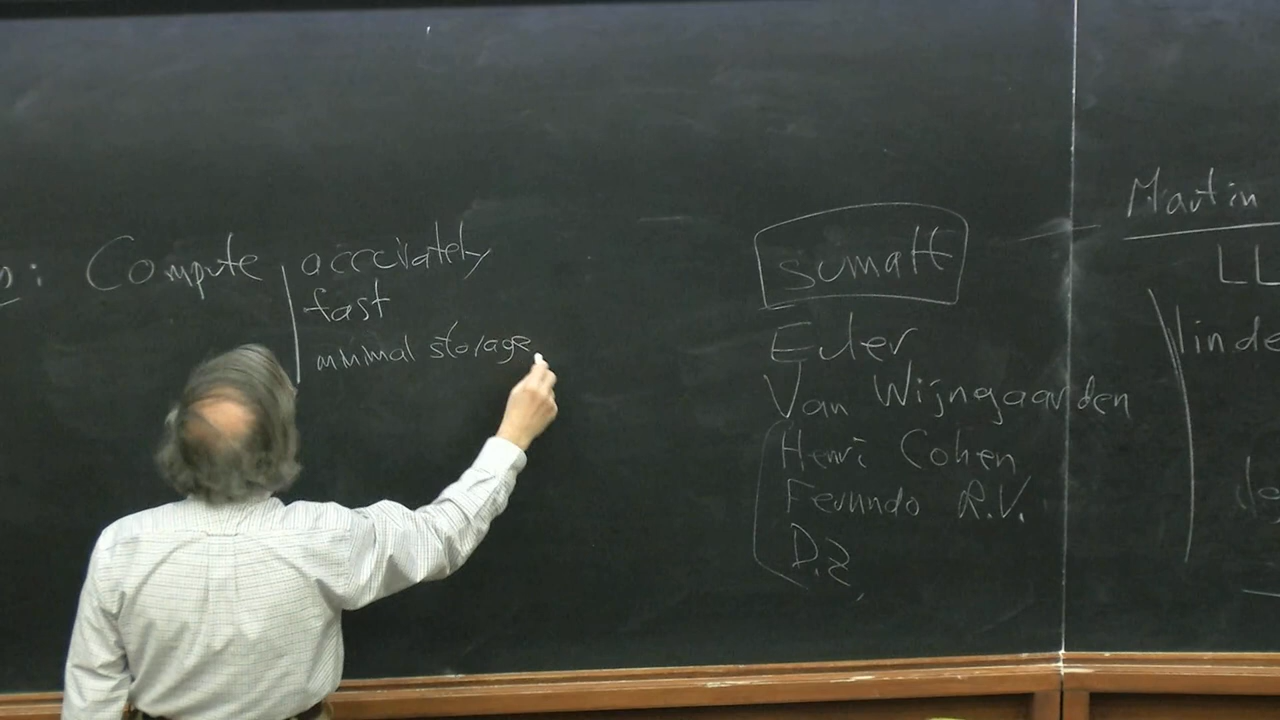 : Compute accurately
fast
minimal storage
sumalt
Euler
Van Wijngaarden
Henri Cohen
Fernando R.V.
D.Z
Martin
LL
linde